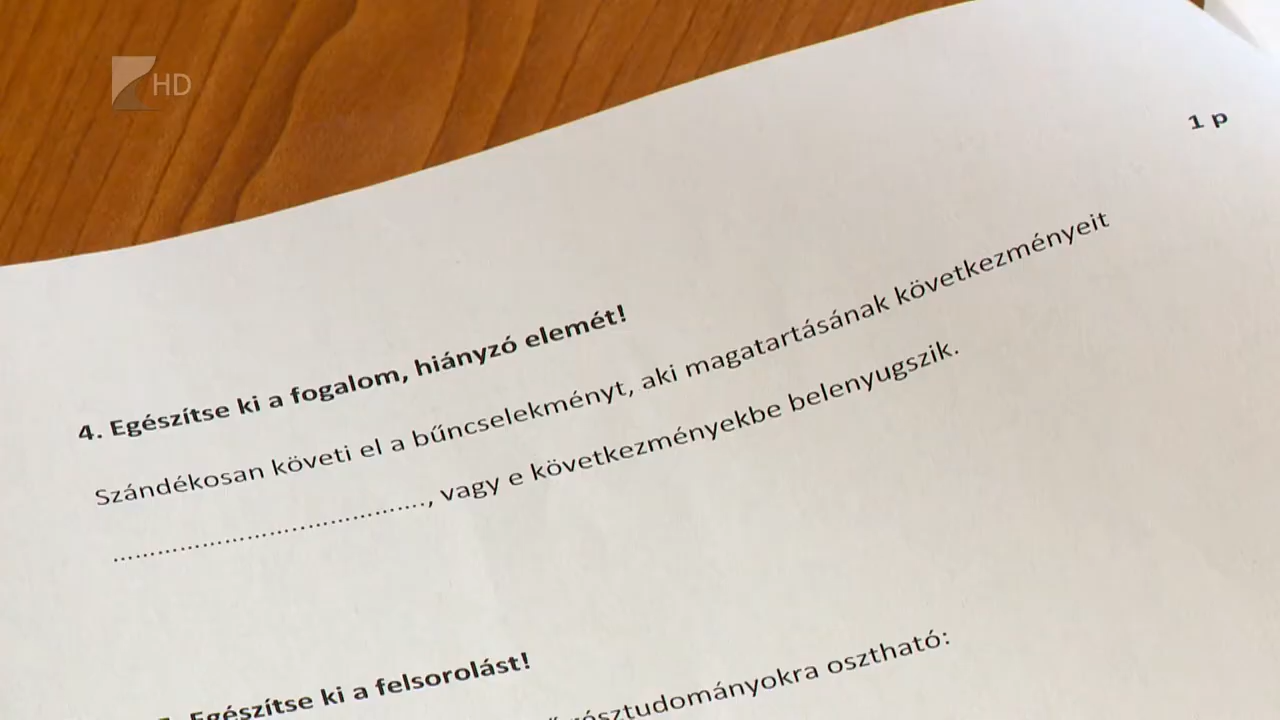 HD
1 p
4. Egészítse ki a fogalom, hiányzó elemét!
Szándékosan követi el a bűncselekményt, aki magatartásának következményeit
............................................, vagy e következményekbe belenyugszik.
Egészítse ki a felsorolást!
osztható: